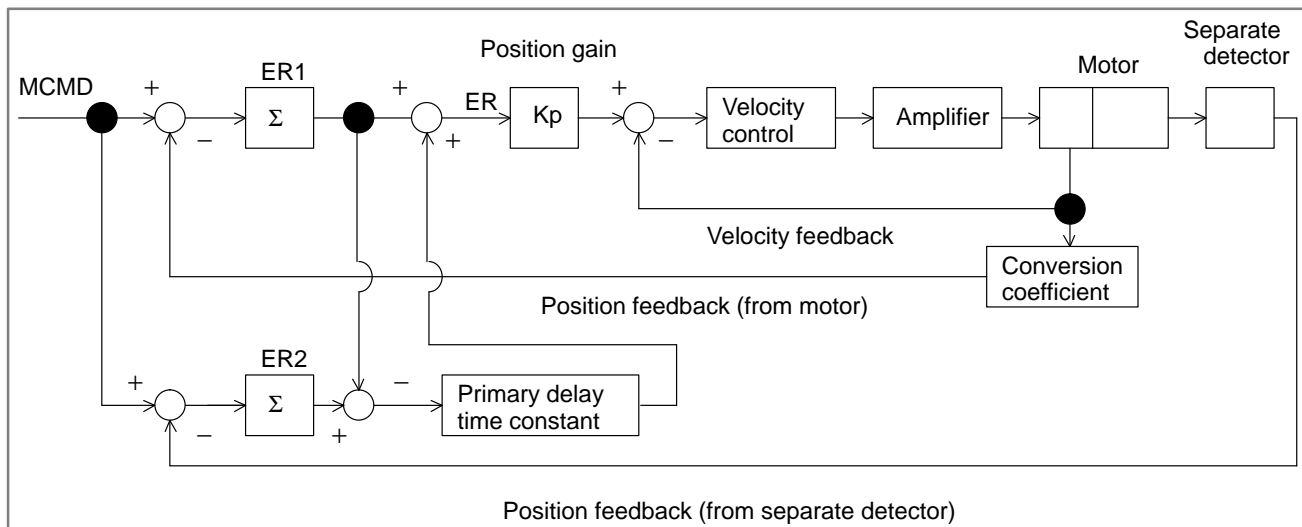 Separate
detector
Position gain
Motor
MCMD
ER1
ER
+
+
+
+
−
−
Σ
Kp
Velocity
control
Amplifier
Velocity feedback
Conversion
coefficient
Position feedback (from motor)
ER2
+
−
+
−
Σ
Primary delay
time constant
Position feedback (from separate detector)